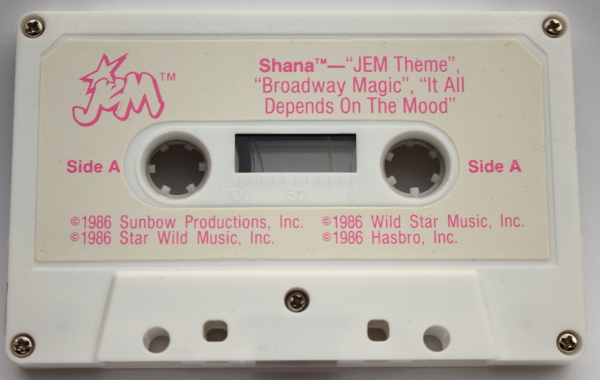 JEM™
Shana™—“JEM Theme”,
“Broadway Magic”, “It All
Depends On The Mood”
Side A
Side A
100 50 0
©1986 Sunbow Productions, Inc. ©1986 Wild Star Music, Inc.
©1986 Star Wild Music, Inc. ©1986 Hasbro, Inc.